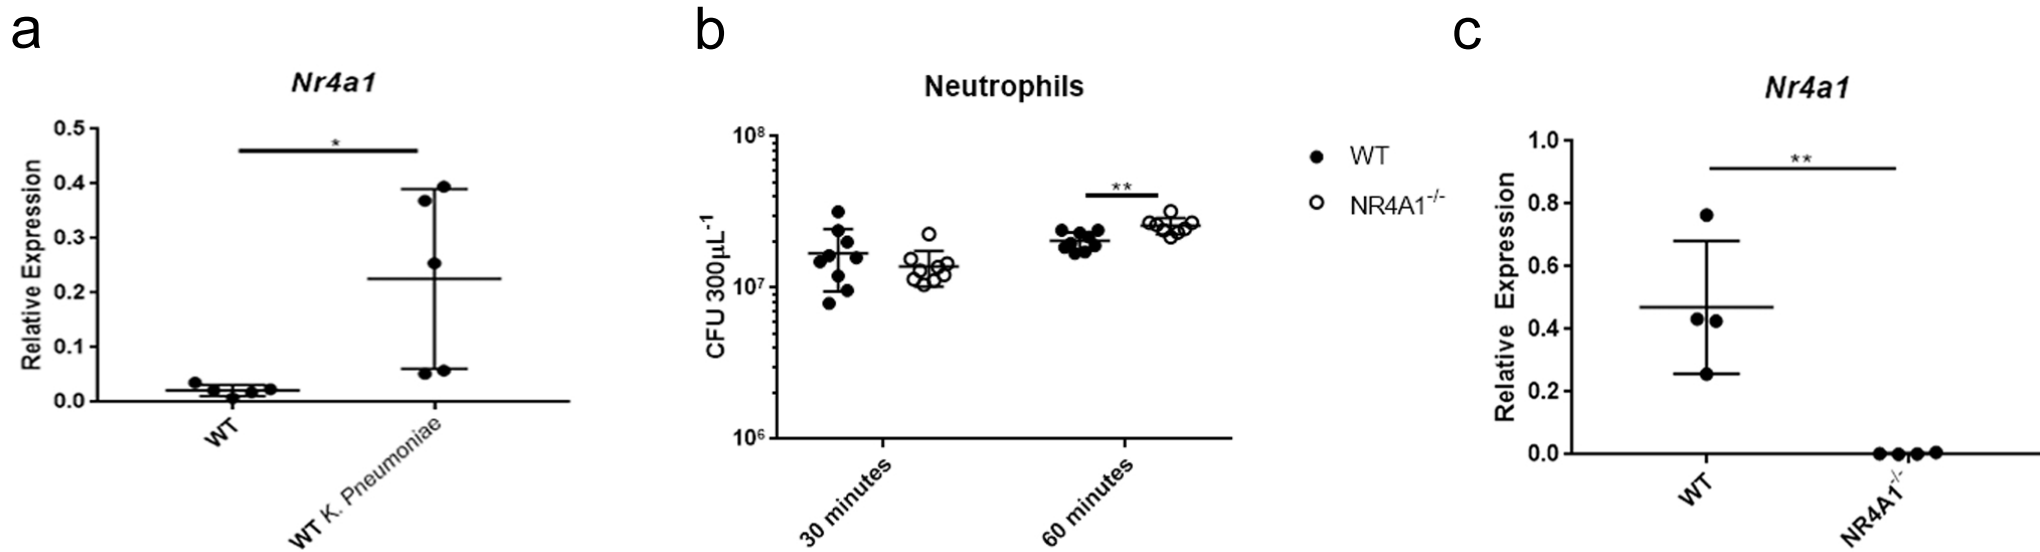 a
Nr4a1
Relative Expression
0.5
0.4
0.3
0.2
0.1
0.0
*
WT
WT K. Pneumoniae
b
Neutrophils
CFU 300µL⁻¹
10⁸
10⁷
10⁶
**
30 minutes
60 minutes
WT
NR4A1⁻/⁻
c
Nr4a1
Relative Expression
1.0
0.8
0.6
0.4
0.2
0.0
**
WT
NR4A1⁻/⁻